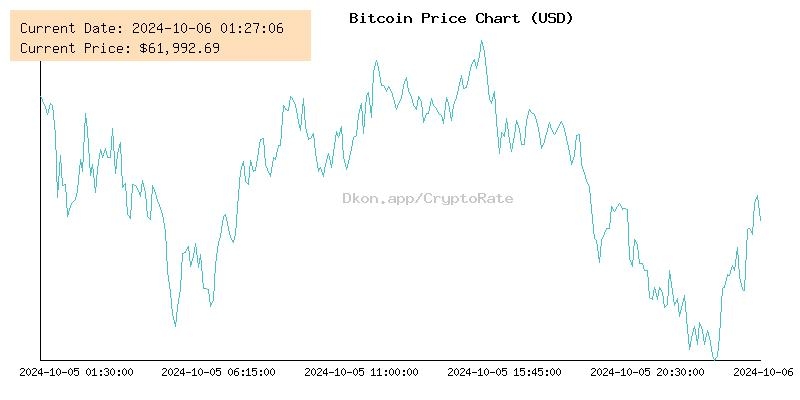 Bitcoin Price Chart (USD)
Current Date: 2024-10-06 01:27:06
Current Price: $61,992.69
Dkon.app/CryptoRate
2024-10-05 01:30:00 2024-10-05 06:15:00 2024-10-05 11:00:00 2024-10-05 15:45:00 2024-10-05 20:30:00 2024-10-06